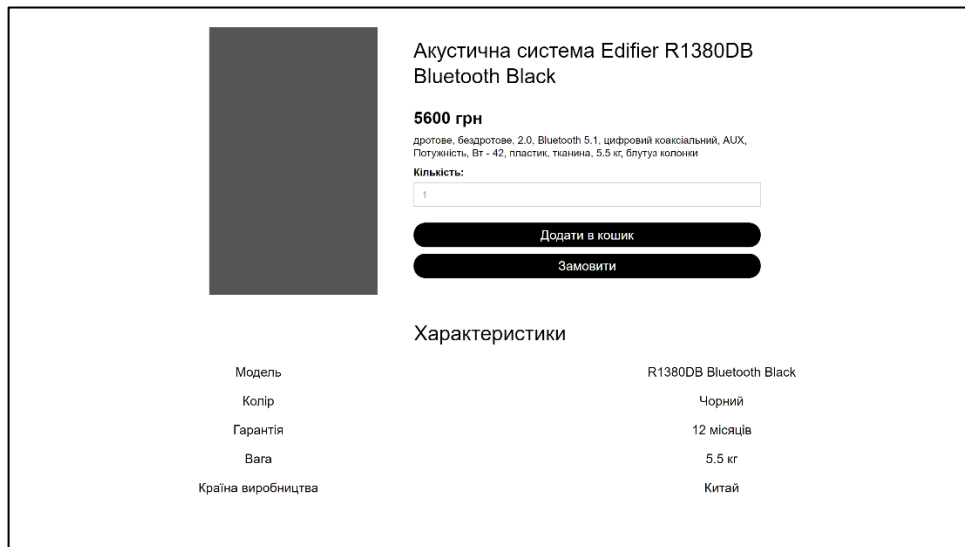 Акустична система Edifier R1380DB
Bluetooth Black
5600 грн
дротове, бездротове, 2.0, Bluetooth 5.1, цифровий коаксіальний, AUX,
Потужність, Вт - 42, пластик, тканина, 5.5 кг, блутуз колонки
Кількість:
1
Додати в кошик
Замовити
Характеристики
Модель R1380DB Bluetooth Black
Колір Чорний
Гарантія 12 місяців
Вага 5.5 кг
Країна виробництва Китай